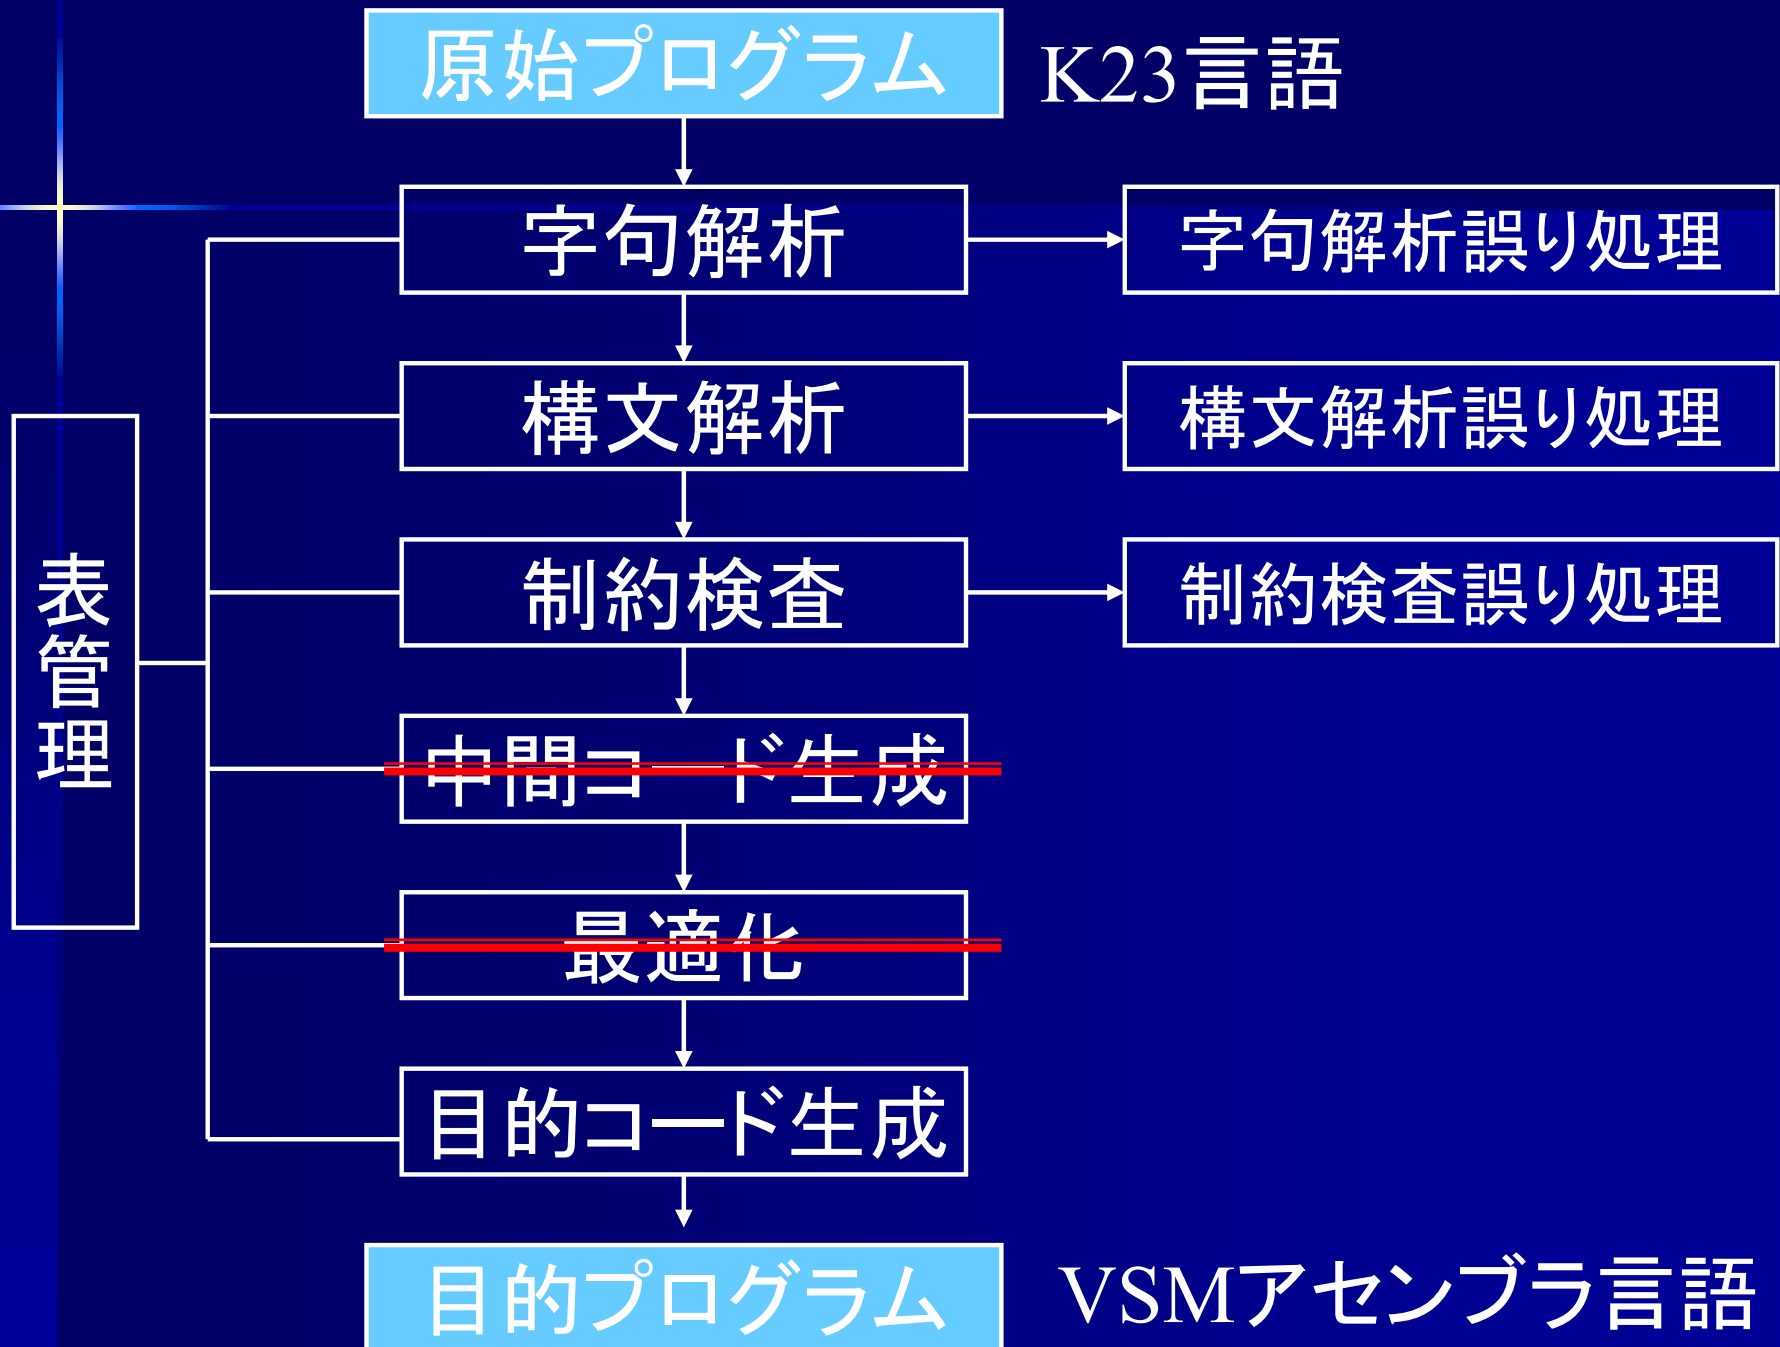 原始プログラム
K23言語
字句解析
字句解析誤り処理
構文解析
構文解析誤り処理
制約検査
制約検査誤り処理
表管理
中間コード生成
最適化
目的コード生成
目的プログラム
VSMアセンブラ言語